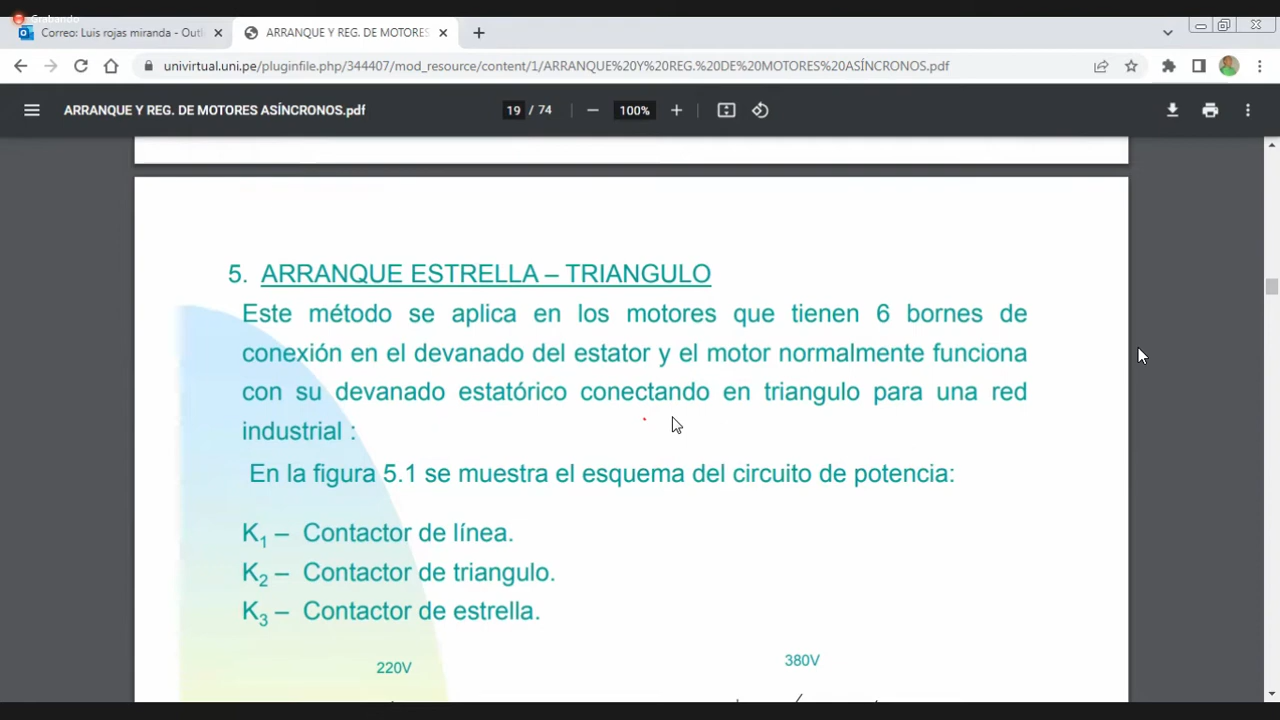 Grabando
Correo: Luis rojas miranda - Outl
ARRANQUE Y REG. DE MOTORES
univirtual.uni.pe/pluginfile.php/344407/mod_resource/content/1/ARRANQUE%20Y%20REG.%20DE%20MOTORES%20ASÍNCRONOS.pdf
ARRANQUE Y REG. DE MOTORES ASÍNCRONOS.pdf
19 / 74
100%
5. ARRANQUE ESTRELLA – TRIANGULO
Este método se aplica en los motores que tienen 6 bornes de
conexión en el devanado del estator y el motor normalmente funciona
con su devanado estatórico conectando en triangulo para una red
industrial :
En la figura 5.1 se muestra el esquema del circuito de potencia:
K1 – Contactor de línea.
K2 – Contactor de triangulo.
K3 – Contactor de estrella.
220V
380V